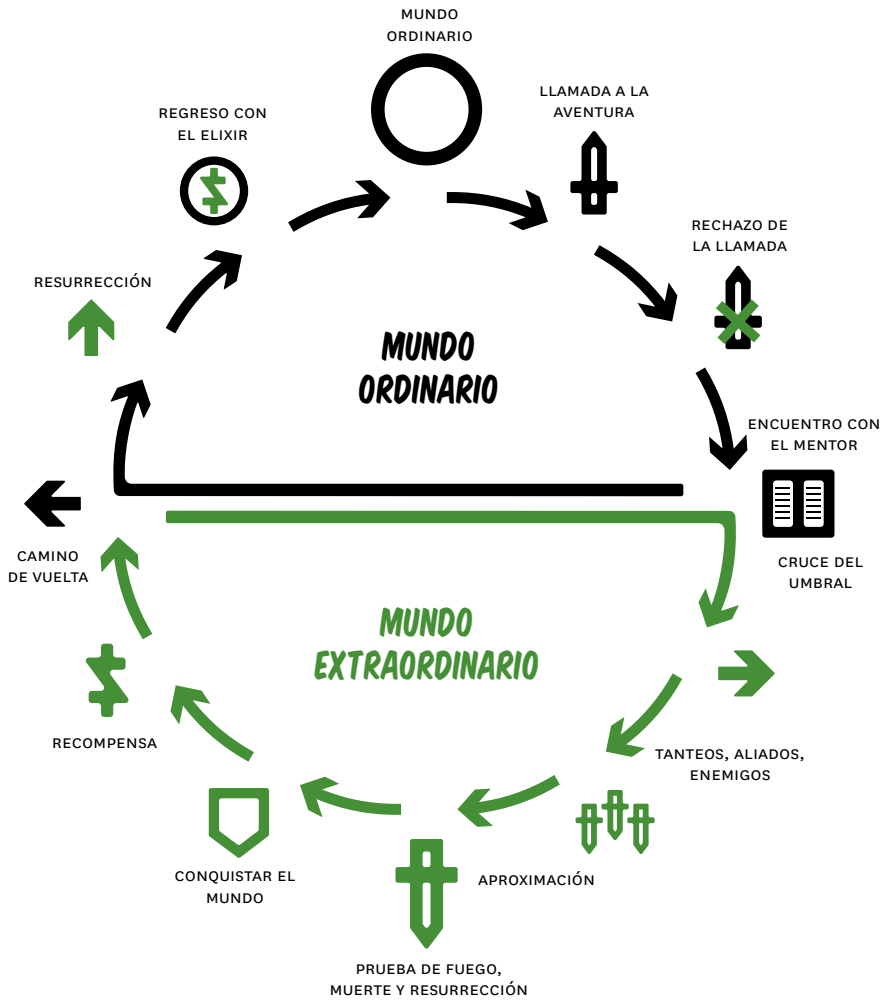 MUNDO
ORDINARIO
LLAMADA A LA
AVENTURA
RECHAZO DE
LA LLAMADA
ENCUENTRO CON
EL MENTOR
CRUCE DEL
UMBRAL
TANTEOS, ALIADOS,
ENEMIGOS
APROXIMACIÓN
PRUEBA DE FUEGO,
MUERTE Y RESURRECCIÓN
CONQUISTAR EL
MUNDO
RECOMPENSA
CAMINO
DE VUELTA
RESURRECCIÓN
REGRESO CON
EL ELIXIR
MUNDO
ORDINARIO
MUNDO
EXTRAORDINARIO